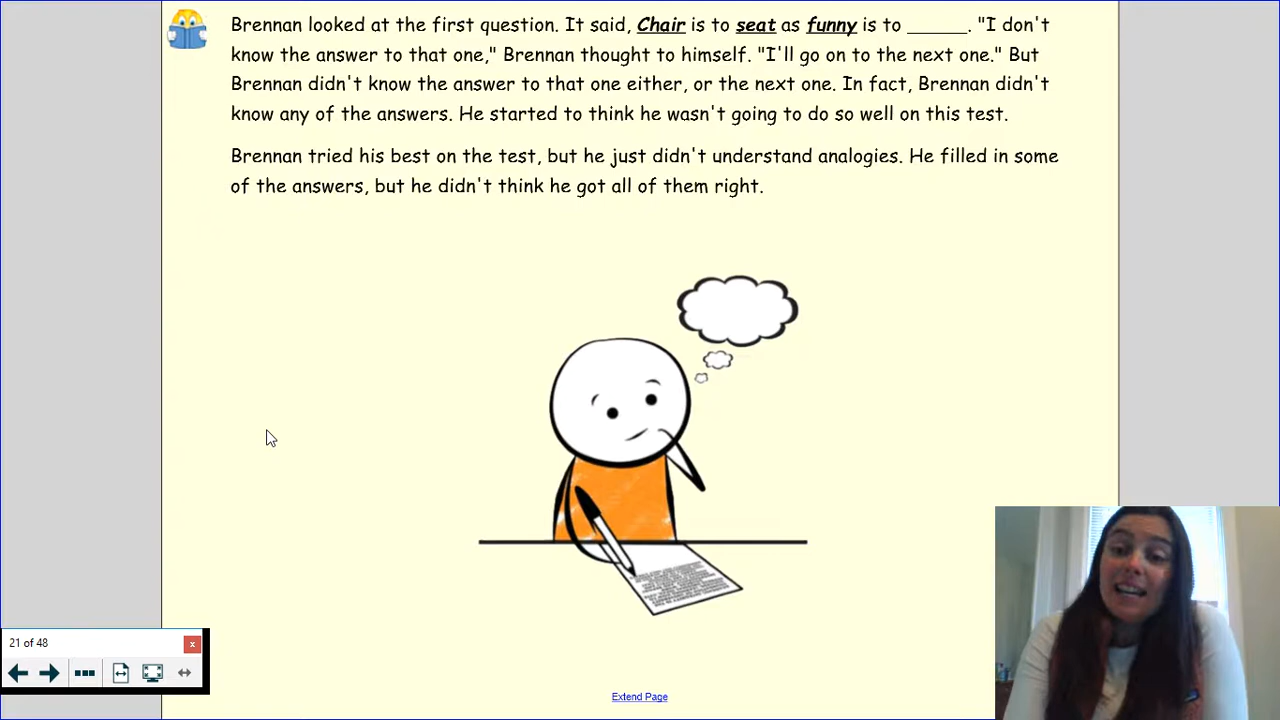 Brennan looked at the first question. It said, Chair is to seat as funny is to ______. "I don't
know the answer to that one," Brennan thought to himself. "I'll go on to the next one." But
Brennan didn't know the answer to that one either, or the next one. In fact, Brennan didn't
know any of the answers. He started to think he wasn't going to do so well on this test.
Brennan tried his best on the test, but he just didn't understand analogies. He filled in some
of the answers, but he didn't think he got all of them right.
21 of 48
x
Extend Page